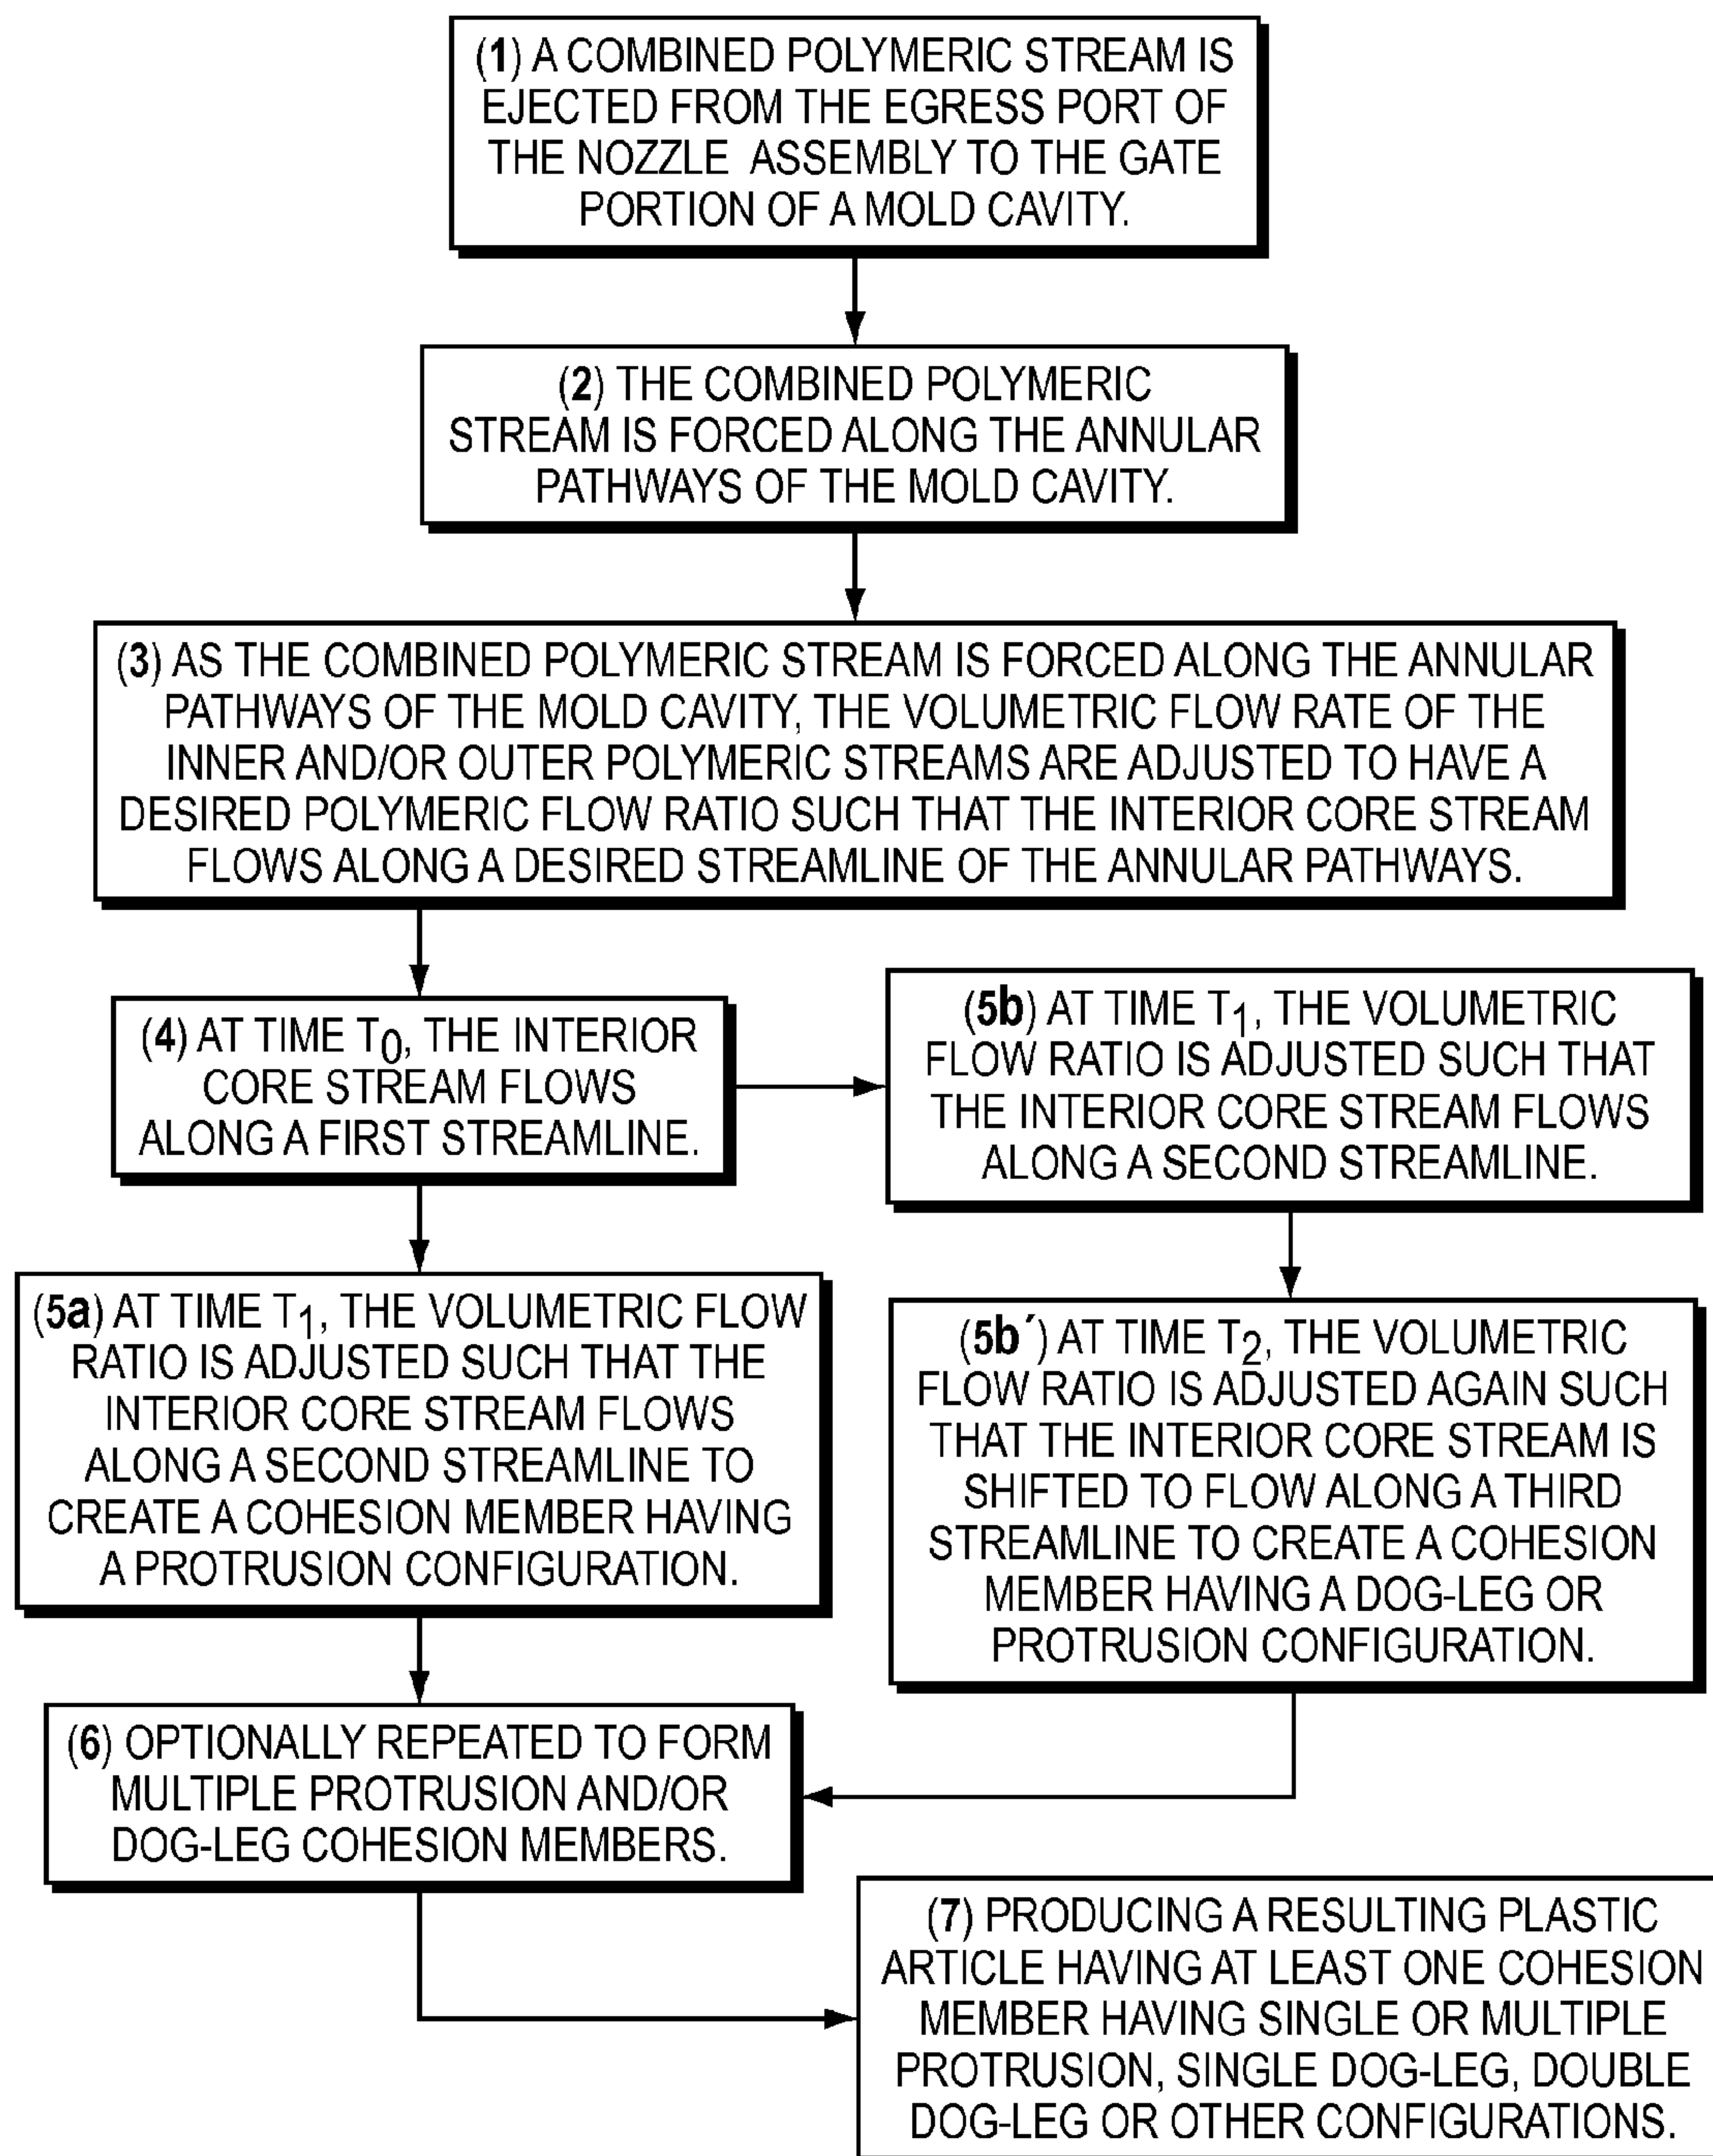 (1) A COMBINED POLYMERIC STREAM IS
EJECTED FROM THE EGRESS PORT OF
THE NOZZLE ASSEMBLY TO THE GATE
PORTION OF A MOLD CAVITY.
(2) THE COMBINED POLYMERIC
STREAM IS FORCED ALONG THE ANNULAR
PATHWAYS OF THE MOLD CAVITY.
(3) AS THE COMBINED POLYMERIC STREAM IS FORCED ALONG THE ANNULAR
PATHWAYS OF THE MOLD CAVITY, THE VOLUMETRIC FLOW RATE OF THE
INNER AND/OR OUTER POLYMERIC STREAMS ARE ADJUSTED TO HAVE A
DESIRED POLYMERIC FLOW RATIO SUCH THAT THE INTERIOR CORE STREAM
FLOWS ALONG A DESIRED STREAMLINE OF THE ANNULAR PATHWAYS.
(4) AT TIME T0, THE INTERIOR
CORE STREAM FLOWS
ALONG A FIRST STREAMLINE.
(5b) AT TIME T1, THE VOLUMETRIC
FLOW RATIO IS ADJUSTED SUCH THAT
THE INTERIOR CORE STREAM FLOWS
ALONG A SECOND STREAMLINE.
(5a) AT TIME T1, THE VOLUMETRIC FLOW
RATIO IS ADJUSTED SUCH THAT THE
INTERIOR CORE STREAM FLOWS
ALONG A SECOND STREAMLINE TO
CREATE A COHESION MEMBER HAVING
A PROTRUSION CONFIGURATION.
(5b´) AT TIME T2, THE VOLUMETRIC
FLOW RATIO IS ADJUSTED AGAIN SUCH
THAT THE INTERIOR CORE STREAM IS
SHIFTED TO FLOW ALONG A THIRD
STREAMLINE TO CREATE A COHESION
MEMBER HAVING A DOG-LEG OR
PROTRUSION CONFIGURATION.
(6) OPTIONALLY REPEATED TO FORM
MULTIPLE PROTRUSION AND/OR
DOG-LEG COHESION MEMBERS.
(7) PRODUCING A RESULTING PLASTIC
ARTICLE HAVING AT LEAST ONE COHESION
MEMBER HAVING SINGLE OR MULTIPLE
PROTRUSION, SINGLE DOG-LEG, DOUBLE
DOG-LEG OR OTHER CONFIGURATIONS.